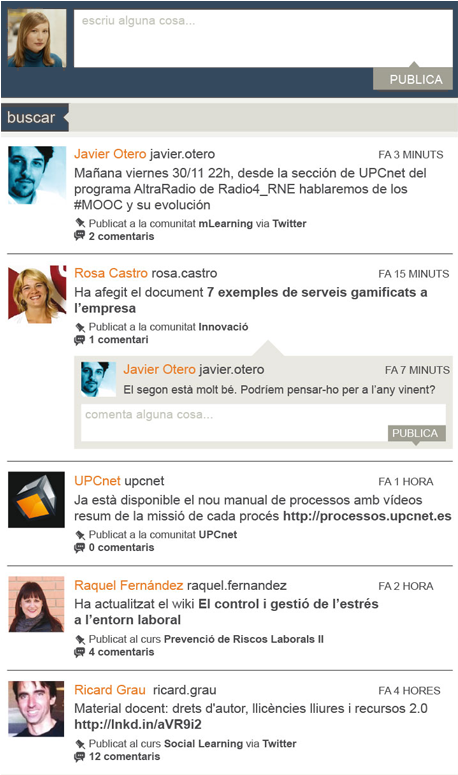 escriu alguna cosa...
PUBLICA
buscar
Javier Otero javier.otero FA 3 MINUTS
Mañana viernes 30/11 22h, desde la sección de UPCnet del
programa AltraRadio de Radio4_RNE hablaremos de los
#MOOC y su evolución
Publicat a la comunitat mLearning via Twitter
2 comentaris
Rosa Castro rosa.castro FA 15 MINUTS
Ha afegit el document 7 exemples de serveis gamificats a
l'empresa
Publicat a la comunitat Innovació
1 comentari
Javier Otero javier.otero FA 7 MINUTS
El segon està molt bé. Podríem pensar-ho per a l'any vinent?
comenta alguna cosa...
PUBLICA
UPCnet upcnet FA 1 HORA
Ja està disponible el nou manual de processos amb vídeos
resum de la missió de cada procés http://processos.upcnet.es
Publicat a la comunitat UPCnet
0 comentaris
Raquel Fernández raquel.fernandez FA 2 HORA
Ha actualitzat el wiki El control i gestió de l'estrés
a l'entorn laboral
Publicat al curs Prevenció de Riscos Laborals II
4 comentaris
Ricard Grau ricard.grau FA 4 HORES
Material docent: drets d'autor, llicències lliures i recursos 2.0
http://lnkd.in/aVR9i2
Publicat al curs Social Learning via Twitter
12 comentaris